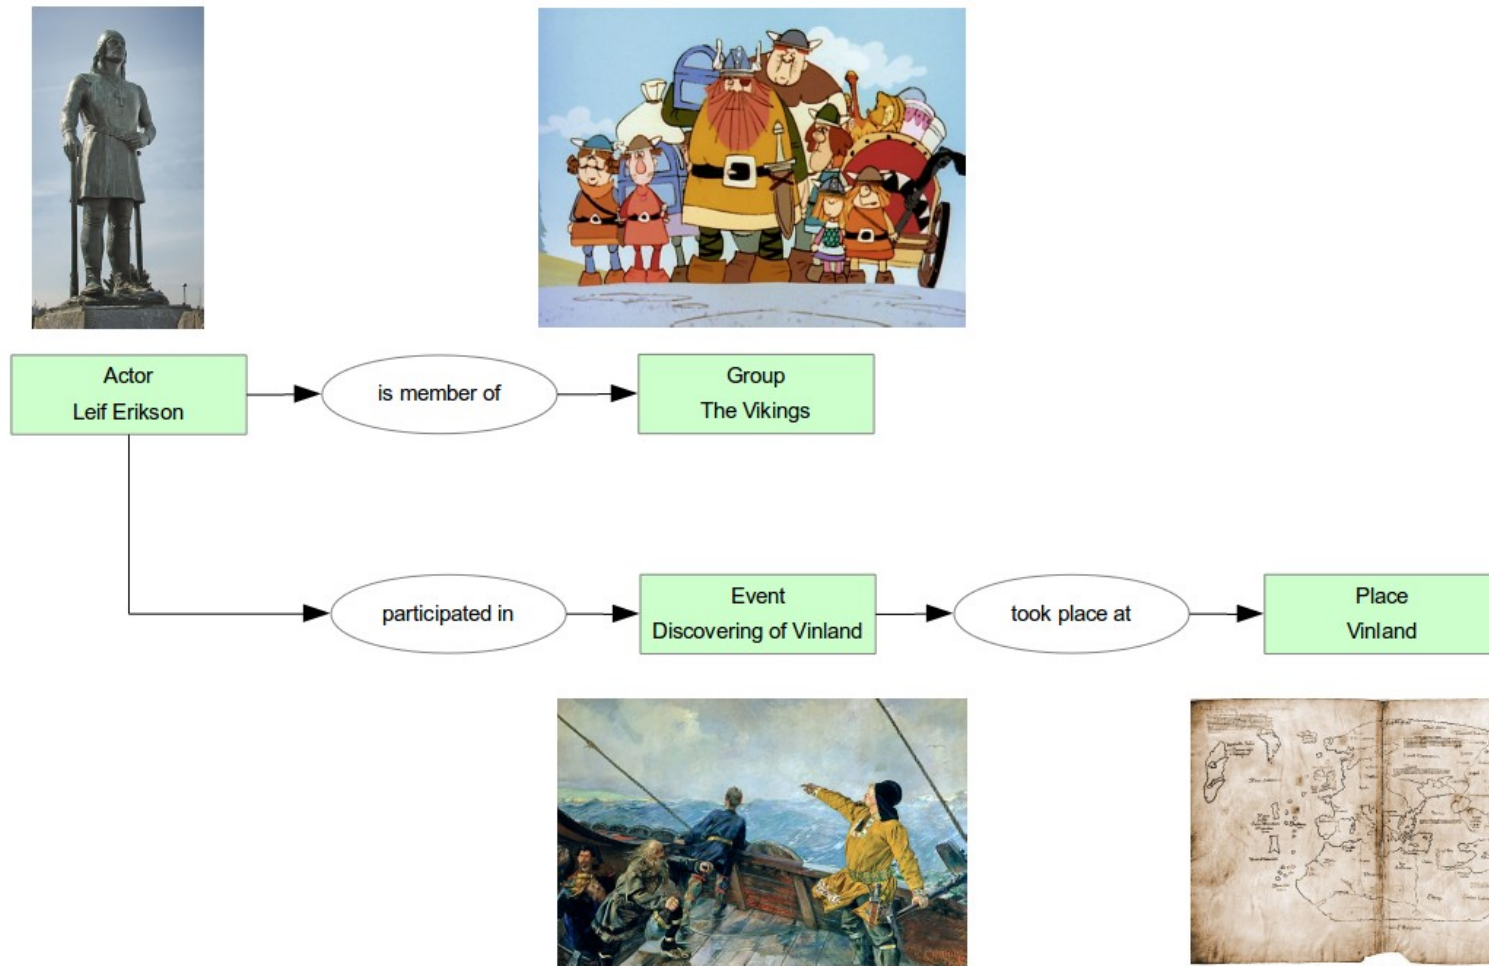 Actor
Leif Erikson
is member of
Group
The Vikings
participated in
Event
Discovering of Vinland
took place at
Place
Vinland